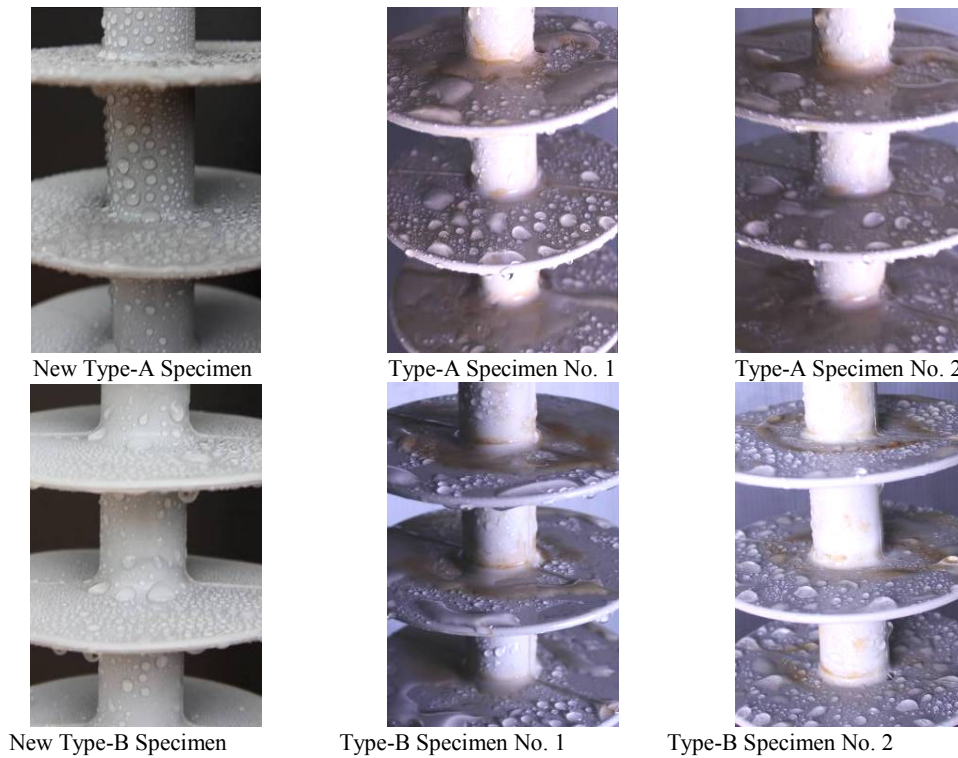 New Type-A Specimen
Type-A Specimen No. 1
Type-A Specimen No. 2
New Type-B Specimen
Type-B Specimen No. 1
Type-B Specimen No. 2